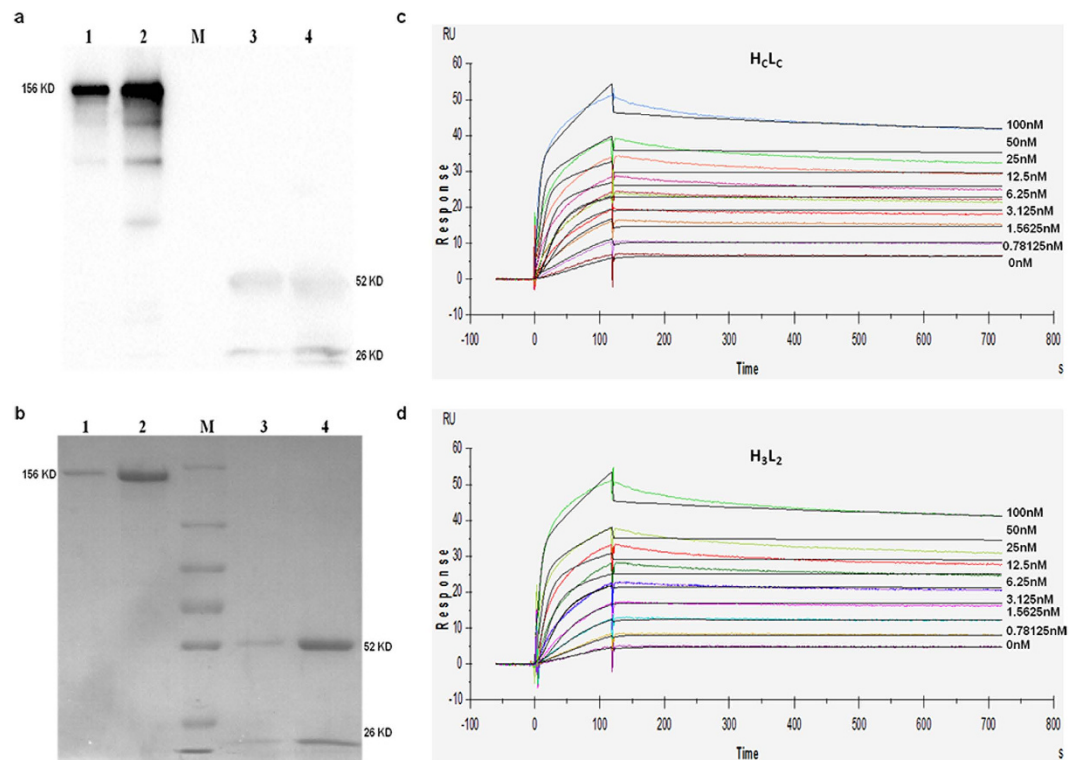 a
1 2 M 3 4
156 KD
52 KD
26 KD
b
1 2 M 3 4
156 KD
52 KD
26 KD
c
RU
HCLC
60
50
40
30
20
10
0
-10
Response
100nM
50nM
25nM
12.5nM
6.25nM
3.125nM
1.5625nM
0.78125nM
0nM
-100 0 100 200 300 400 500 600 700 800
Time s
d
RU
H3L2
60
50
40
30
20
10
0
-10
Response
100nM
50nM
25nM
12.5nM
6.25nM
3.125nM
1.5625nM
0.78125nM
0nM
-100 0 100 200 300 400 500 600 700 800
Time s